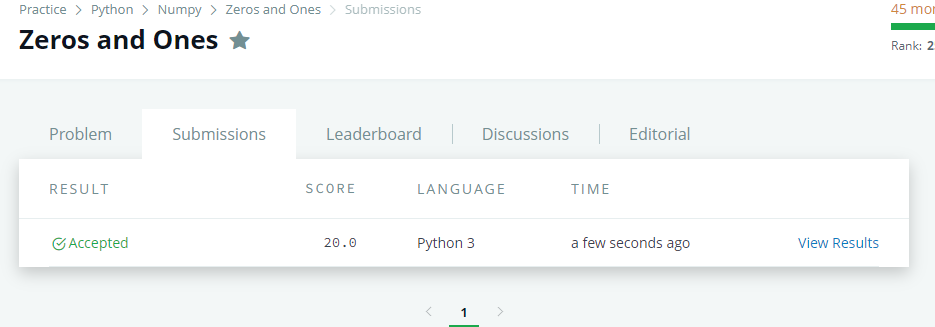 Practice > Python > Numpy > Zeros and Ones > Submissions
45 mor
Zeros and Ones
Rank: 2
Problem Submissions Leaderboard Discussions Editorial
RESULT SCORE LANGUAGE TIME
Accepted 20.0 Python 3 a few seconds ago View Results
< 1 >